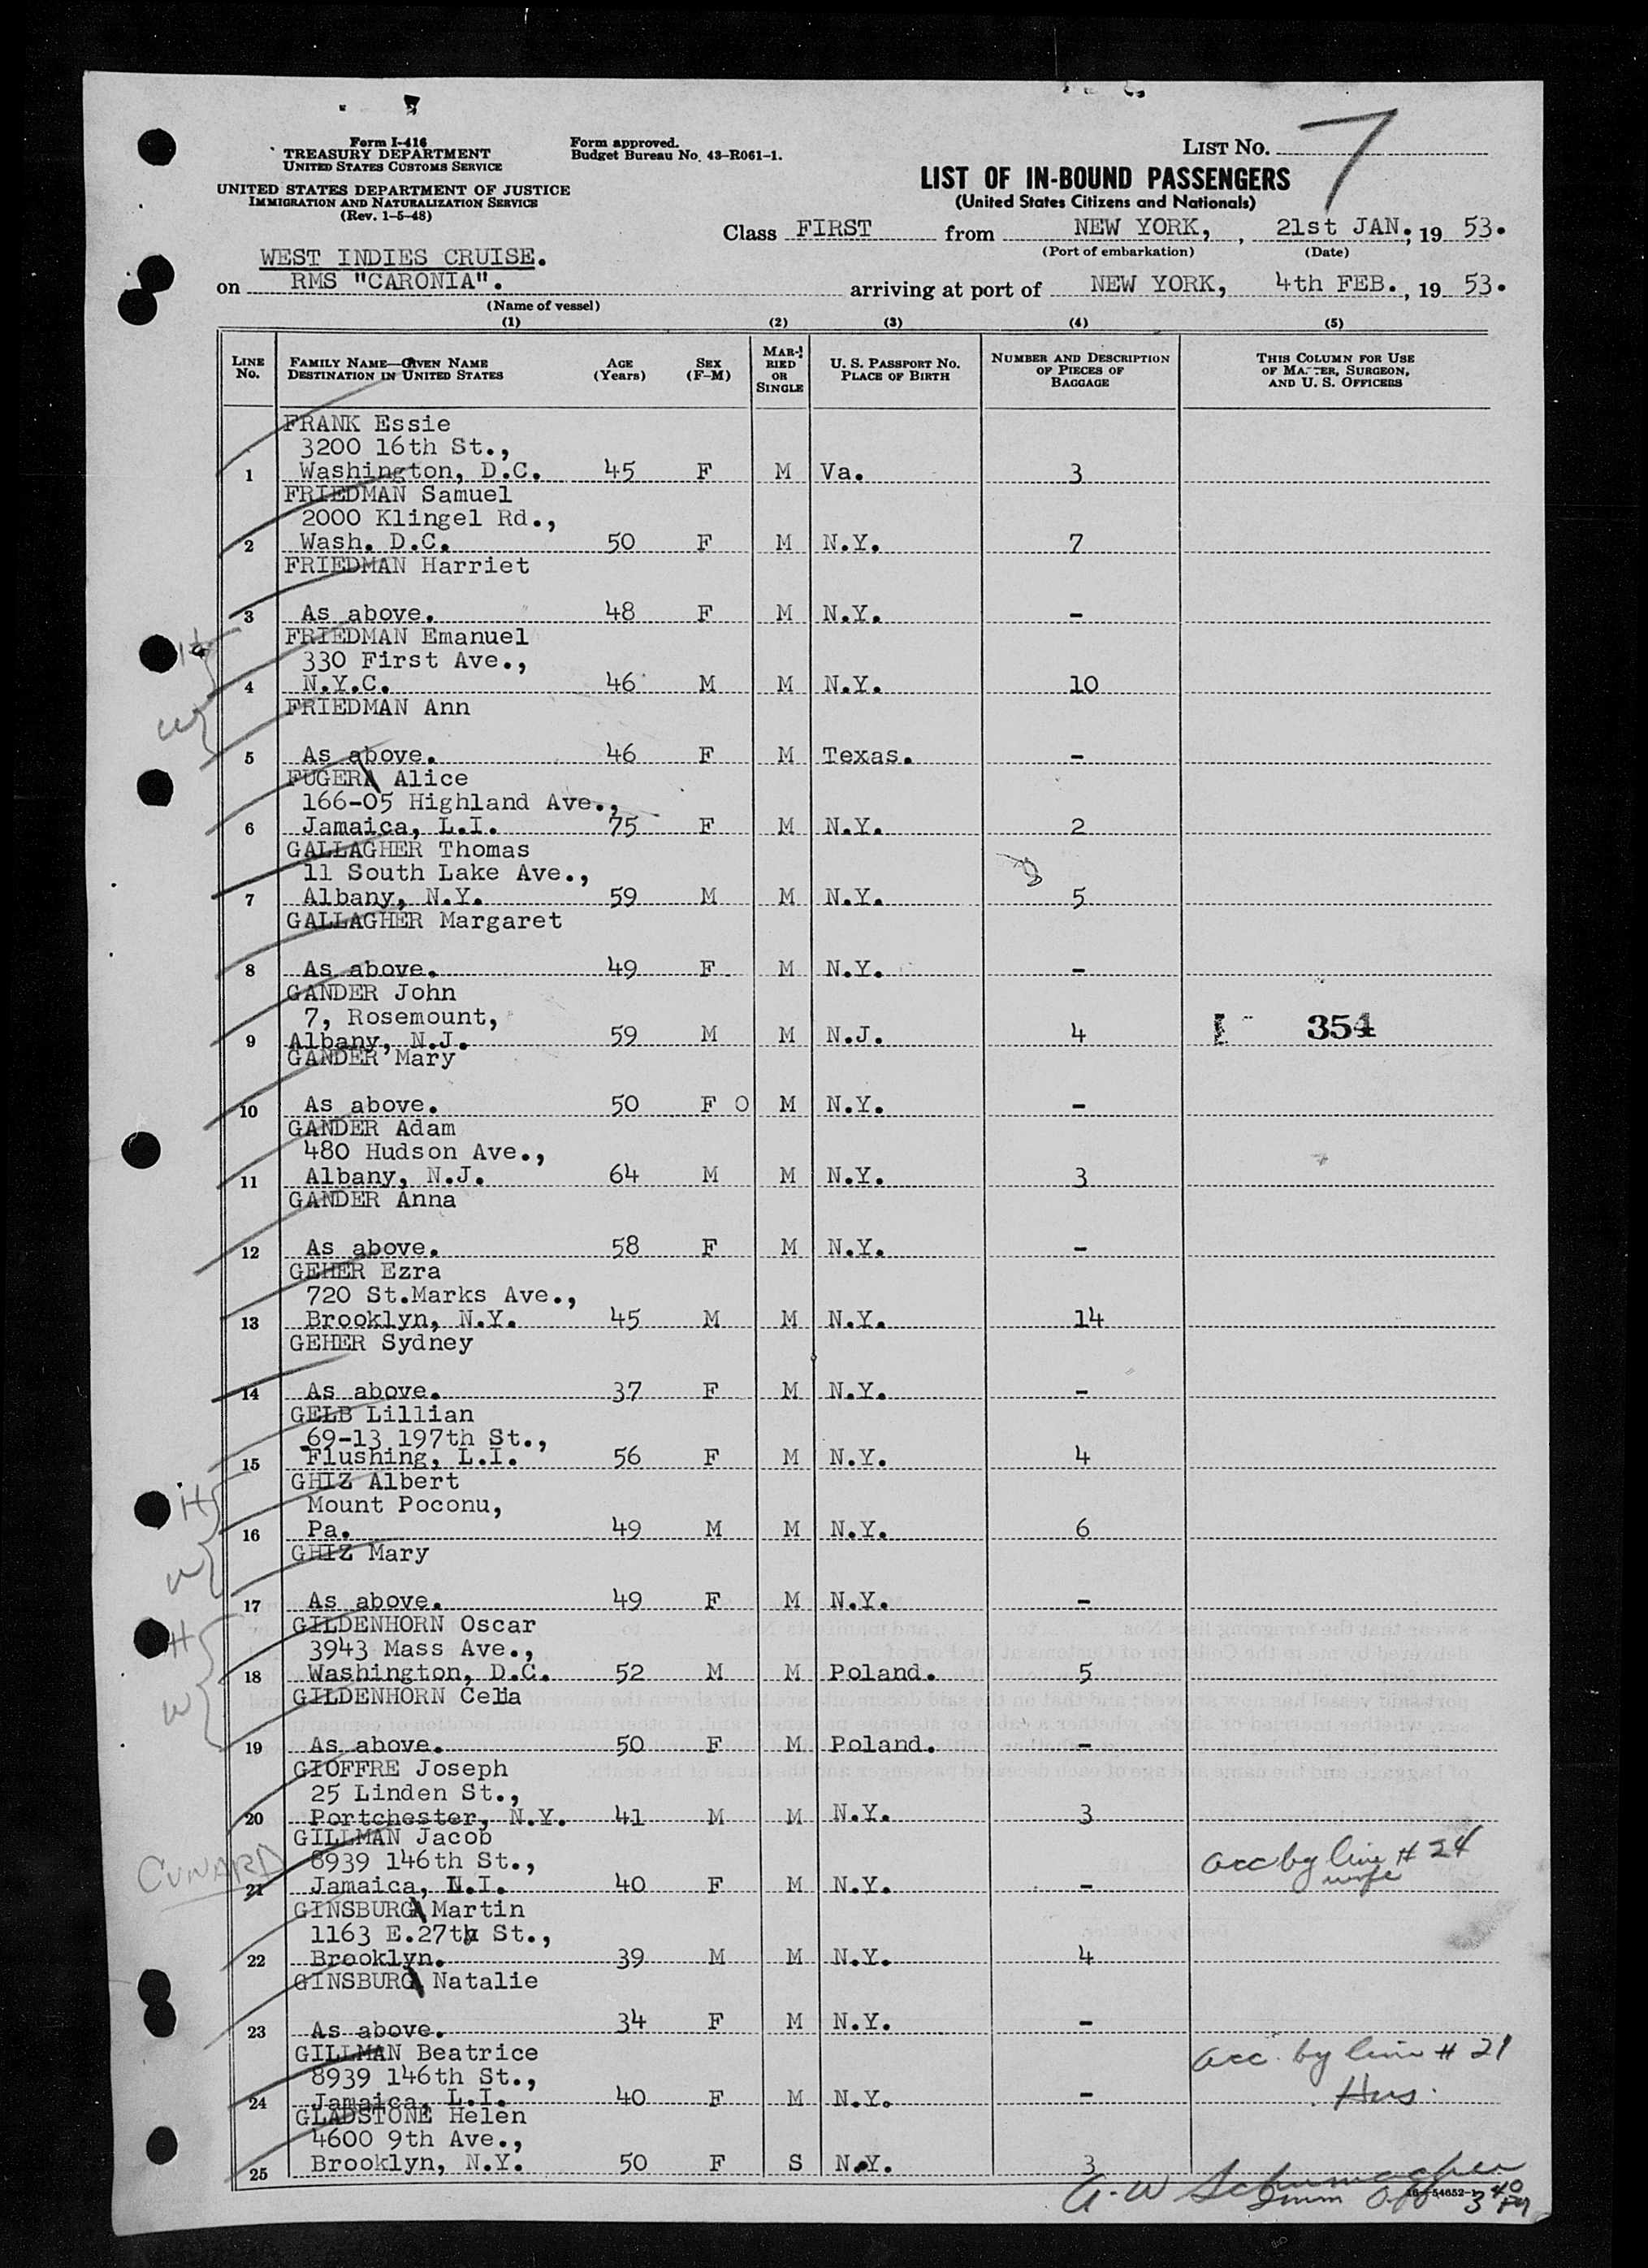 Form I-416
TREASURY DEPARTMENT
UNITED STATES CUSTOMS SERVICE
UNITED STATES DEPARTMENT OF JUSTICE
IMMIGRATION AND NATURALIZATION SERVICE
(Rev. 1-5-48)
Form approved.
Budget Bureau No. 43-R061-1.
LIST NO. 7
LIST OF IN-BOUND PASSENGERS
(United States Citizens and Nationals)
Class FIRST from NEW YORK, , 21st JAN., 19 53.
(Port of embarkation) (Date)
WEST INDIES CRUISE.
on RMS "CARONIA". arriving at port of NEW YORK, 4th FEB., 19 53.
(Name of vessel)
(1) (2) (3) (4) (5)
LINE No. FAMILY NAME—GIVEN NAME DESTINATION IN UNITED STATES AGE (Years) SEX (F-M) MARRIED OR SINGLE U. S. PASSPORT NO. PLACE OF BIRTH NUMBER AND DESCRIPTION OF PIECES OF BAGGAGE THIS COLUMN FOR USE OF MASTER, SURGEON, AND U. S. OFFICERS
FRANK Essie
3200 16th St.,
1 Washington, D.C. 45 F M Va. 3
FRIEDMAN Samuel
2000 Klingel Rd.,
2 Wash. D.C. 50 F M N.Y. 7
FRIEDMAN Harriet
3 As above. 48 F M N.Y. -
H
FRIEDMAN Emanuel
330 First Ave.,
4 N.Y.C. 46 M M N.Y. 10
W
FRIEDMAN Ann
5 As above. 46 F M Texas. -
FUGERA Alice
166-05 Highland Ave.,
6 Jamaica, L.I. 75 F M N.Y. 2
GALLAGHER Thomas
11 South Lake Ave.,
7 Albany, N.Y. 59 M M N.Y. 5
GALLAGHER Margaret
8 As above. 49 F M N.Y. -
GANDER John
7, Rosemount,
9 Albany, N.J. 59 M M N.J. 4 354
GANDER Mary
10 As above. 50 F O M N.Y. -
GANDER Adam
480 Hudson Ave.,
11 Albany, N.J. 64 M M N.Y. 3
GANDER Anna
12 As above. 58 F M N.Y. -
GEHER Ezra
720 St.Marks Ave.,
13 Brooklyn, N.Y. 45 M M N.Y. 14
GEHER Sydney
14 As above. 37 F M N.Y. -
GELB Lillian
69-13 197th St.,
15 Flushing, L.I. 56 F M N.Y. 4
H
GHIZ Albert
Mount Poconu,
16 Pa. 49 M M N.Y. 6
W
GHIZ Mary
17 As above. 49 F M N.Y. -
H
GILDENHORN Oscar
3943 Mass Ave.,
18 Washington, D.C. 52 M M Poland. 5
W
GILDENHORN Celia
19 As above. 50 F M Poland. -
GIOFFRE Joseph
25 Linden St.,
20 Portchester, N.Y. 41 M M N.Y. 3
CUNARD
GILLMAN Jacob
8939 146th St., acc by line # 24
21 Jamaica, L.I. 40 F M N.Y. - wife
GINSBURG Martin
1163 E.27th St.,
22 Brooklyn. 39 M M N.Y. 4
GINSBURG Natalie
23 As above. 34 F M N.Y. -
GILLMAN Beatrice acc. by line # 21
8939 146th St.,
24 Jamaica, L.I. 40 F M N.Y. - Hus.
GLADSTONE Helen
4600 9th Ave.,
25 Brooklyn, N.Y. 50 F S N.Y. 3
A. W Schumacher
Imm Off 3 40 PM
16-54652-1